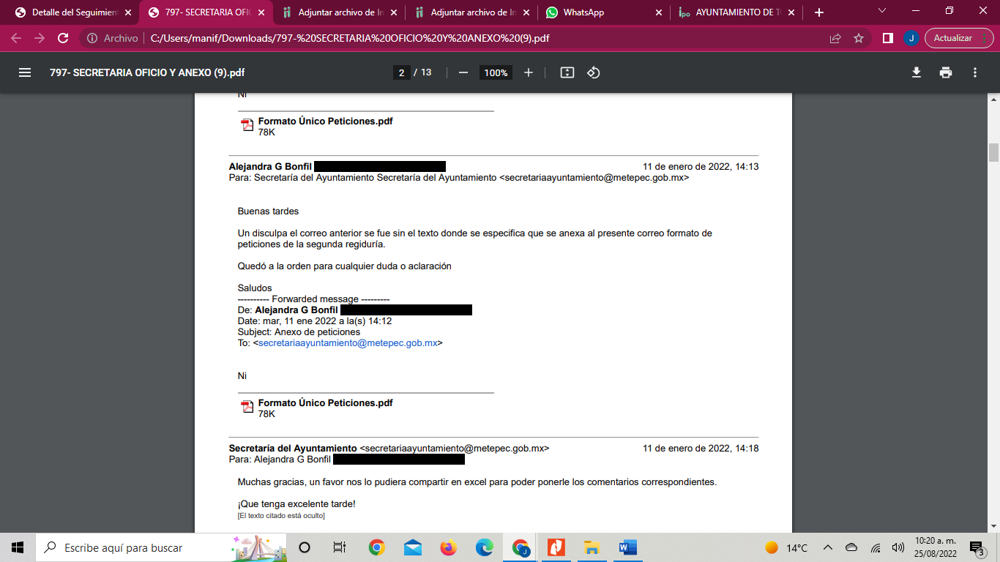 Detalle del Seguimien
797- SECRETARIA OFIC
Adjuntar archivo de In
Adjuntar archivo de In
WhatsApp
ipo AYUNTAMIENTO DE T
Archivo C:/Users/manif/Downloads/797-%20SECRETARIA%20OFICIO%20Y%20ANEXO%20(9).pdf
J
Actualizar
797- SECRETARIA OFICIO Y ANEXO (9).pdf
2 / 13
100%
Ni
Formato Único Peticiones.pdf
78K
Alejandra G Bonfil 11 de enero de 2022, 14:13
Para: Secretaría del Ayuntamiento Secretaría del Ayuntamiento <secretariaayuntamiento@metepec.gob.mx>
Buenas tardes
Un disculpa el correo anterior se fue sin el texto donde se especifica que se anexa al presente correo formato de
peticiones de la segunda regiduría.
Quedó a la orden para cualquier duda o aclaración
Saludos
---------- Forwarded message ---------
De: Alejandra G Bonfil
Date: mar, 11 ene 2022 a la(s) 14:12
Subject: Anexo de peticiones
To: <secretariaayuntamiento@metepec.gob.mx>
Ni
Formato Único Peticiones.pdf
78K
Secretaría del Ayuntamiento <secretariaayuntamiento@metepec.gob.mx> 11 de enero de 2022, 14:18
Para: Alejandra G Bonfil
Muchas gracias, un favor nos lo pudiera compartir en excel para poder ponerle los comentarios correspondientes.
¡Que tenga excelente tarde!
[El texto citado está oculto]
Escribe aquí para buscar
14°C
10:20 a. m.
25/08/2022
3